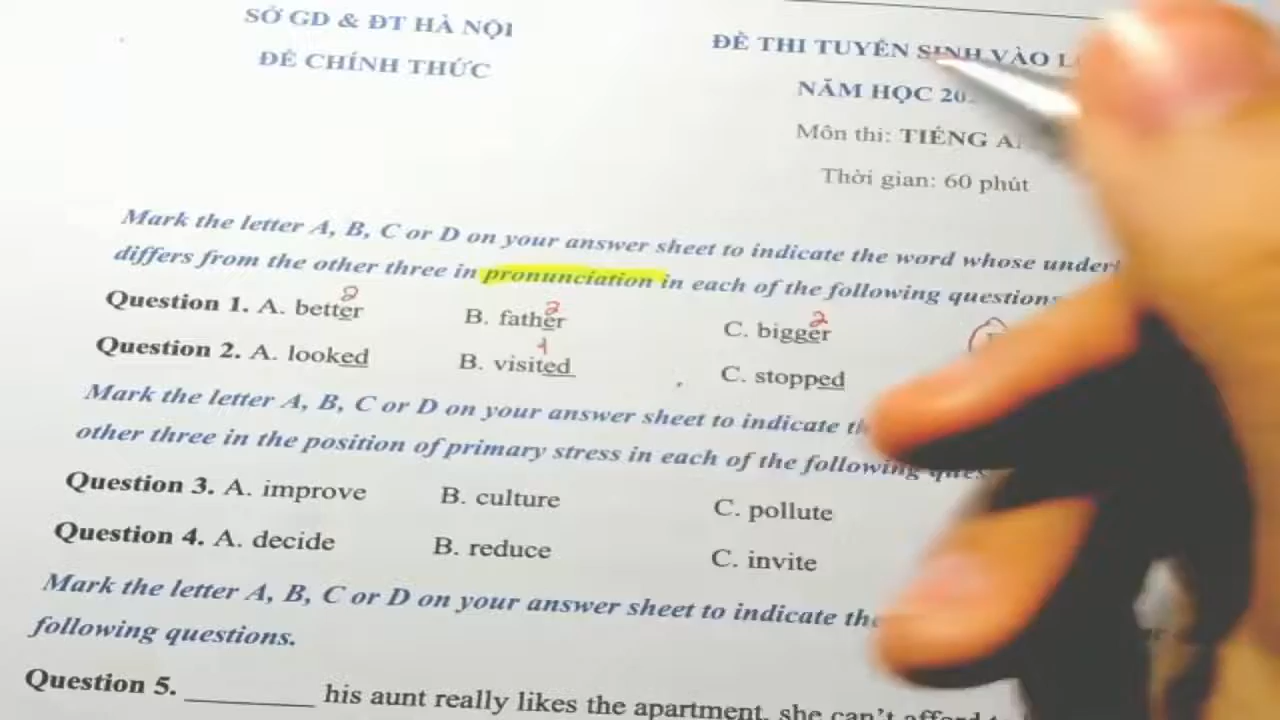 SỞ GD & ĐT HÀ NỘI
ĐỀ CHÍNH THỨC
ĐỀ THI TUYỂN SINH VÀO
NĂM HỌC
Môn thi: TIẾNG
Thời gian: 60 phút
Mark the letter A, B, C or D on your answer sheet to indicate the word whose
differs from the other three in pronunciation in each of the following questions
Question 1. A. better B. father C. bigger
Question 2. A. looked B. visited C. stopped
Mark the letter A, B, C or D on your answer sheet to indicate
other three in the position of primary stress in each of the following
Question 3. A. improve B. culture C. pollute
Question 4. A. decide B. reduce C. invite
Mark the letter A, B, C or D on your answer sheet to indicate
following questions.
Question 5. ________ his aunt really likes the apartment, she can't afford